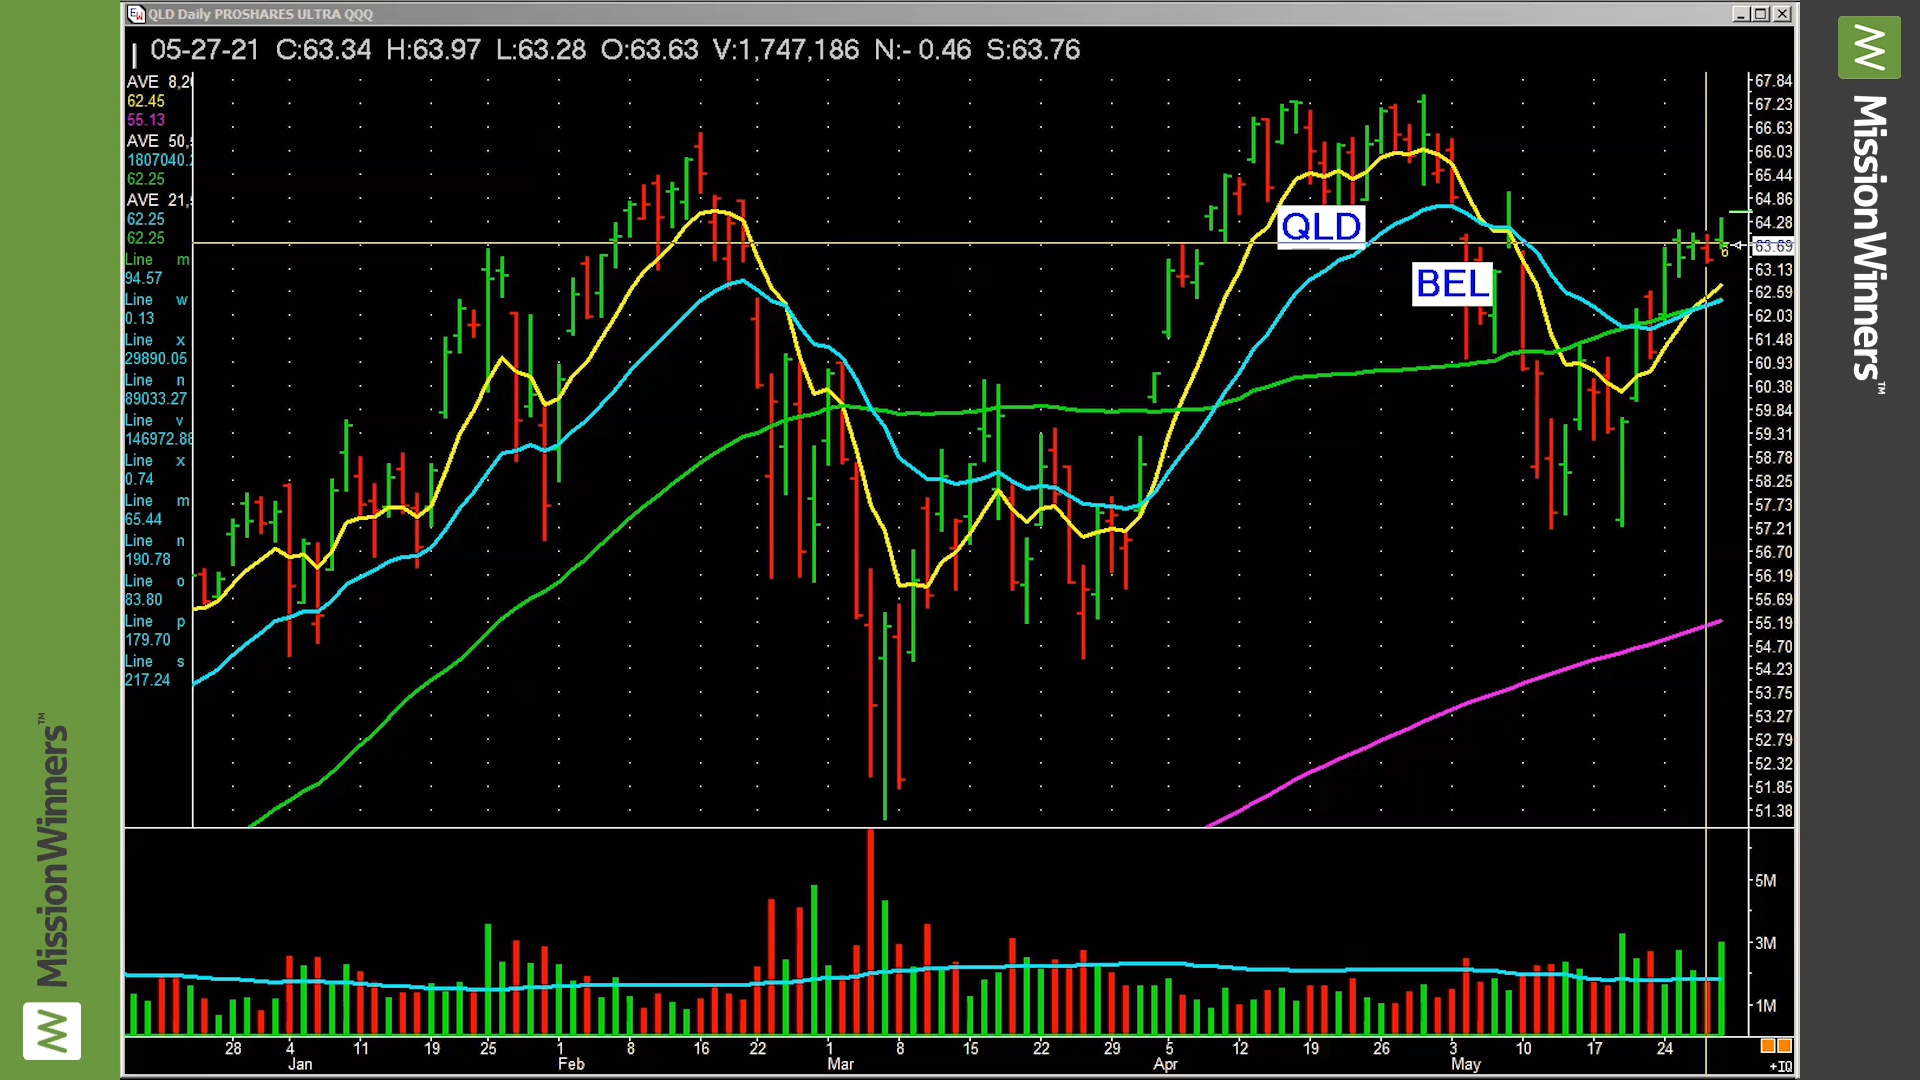 QLD Daily PROSHARES ULTRA QQQ
05-27-21 C:63.34 H:63.97 L:63.28 O:63.63 V:1,747,186 N:- 0.46 S:63.76
AVE 8,20
62.45
55.13
AVE 50,
1807040.2
62.25
AVE 21,
62.25
62.25
Line m
94.57
Line w
0.13
Line x
29890.05
Line n
89033.27
Line v
146972.88
Line x
0.74
Line m
65.44
Line n
190.78
Line o
83.80
Line p
179.70
Line s
217.24
QLD
BEL
6
67.84
67.23
66.63
66.03
65.44
64.86
64.28
63.69
63.13
62.59
62.03
61.48
60.93
60.38
59.84
59.31
58.78
58.25
57.73
57.21
56.70
56.19
55.69
55.19
54.70
54.23
53.75
53.27
52.79
52.32
51.85
51.38
5M
3M
1M
28 4 11 19 25 1 8 16 22 1 8 15 22 29 5 12 19 26 3 10 17 24
Jan Feb Mar Apr May
+IQ
MissionWinners™
MissionWinners™